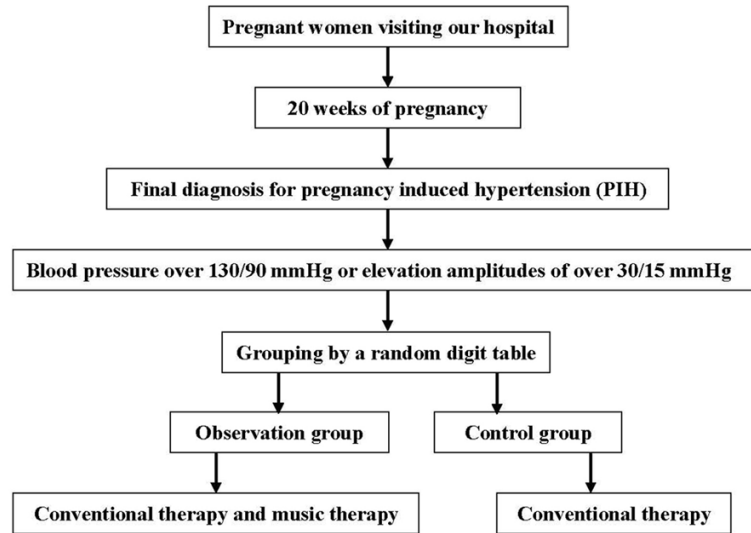 Pregnant women visiting our hospital
20 weeks of pregnancy
Final diagnosis for pregnancy induced hypertension (PIH)
Blood pressure over 130/90 mmHg or elevation amplitudes of over 30/15 mmHg
Grouping by a random digit table
Observation group
Control group
Conventional therapy and music therapy
Conventional therapy